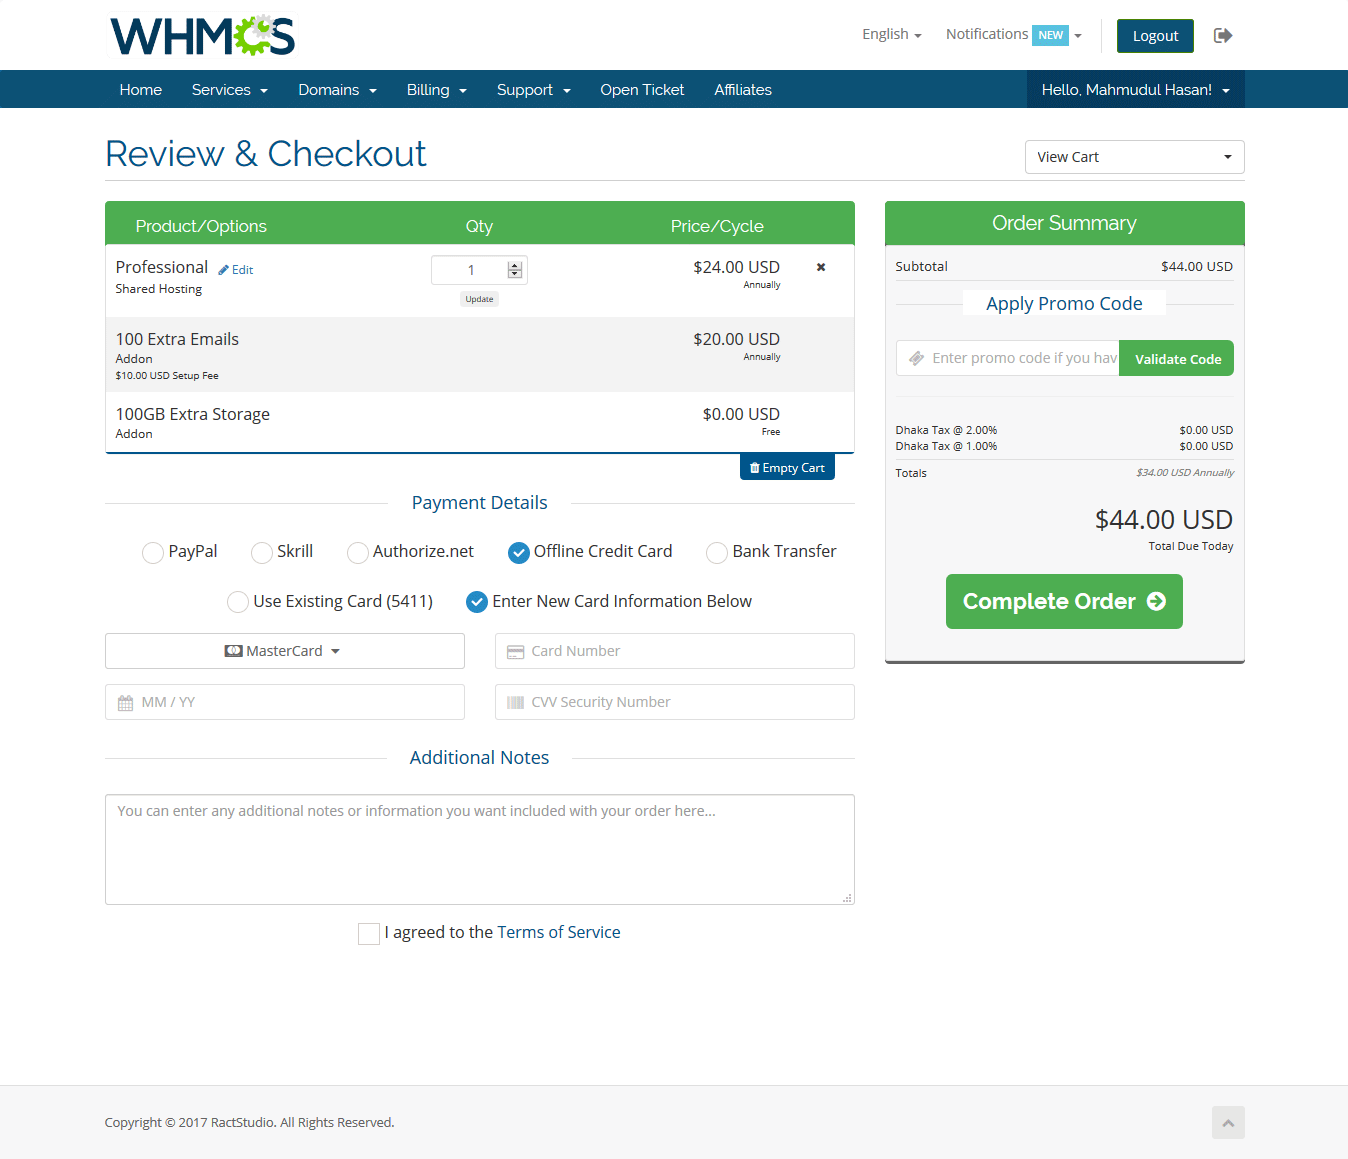 WHMCS
English
Notifications NEW
Logout
Home Services Domains Billing Support Open Ticket Affiliates Hello, Mahmudul Hasan!
Review & Checkout
View Cart
Product/Options Qty Price/Cycle
Professional Edit 1 $24.00 USD
Shared Hosting Annually
Update
100 Extra Emails $20.00 USD
Addon Annually
$10.00 USD Setup Fee
100GB Extra Storage $0.00 USD
Addon Free
Empty Cart
Order Summary
Subtotal $44.00 USD
Apply Promo Code
Enter promo code if you hav Validate Code
Dhaka Tax @ 2.00% $0.00 USD
Dhaka Tax @ 1.00% $0.00 USD
Totals $34.00 USD Annually
$44.00 USD
Total Due Today
Complete Order
Payment Details
PayPal Skrill Authorize.net Offline Credit Card Bank Transfer
Use Existing Card (5411) Enter New Card Information Below
MasterCard Card Number
MM / YY CVV Security Number
Additional Notes
You can enter any additional notes or information you want included with your order here...
I agreed to the Terms of Service
Copyright © 2017 RactStudio. All Rights Reserved.